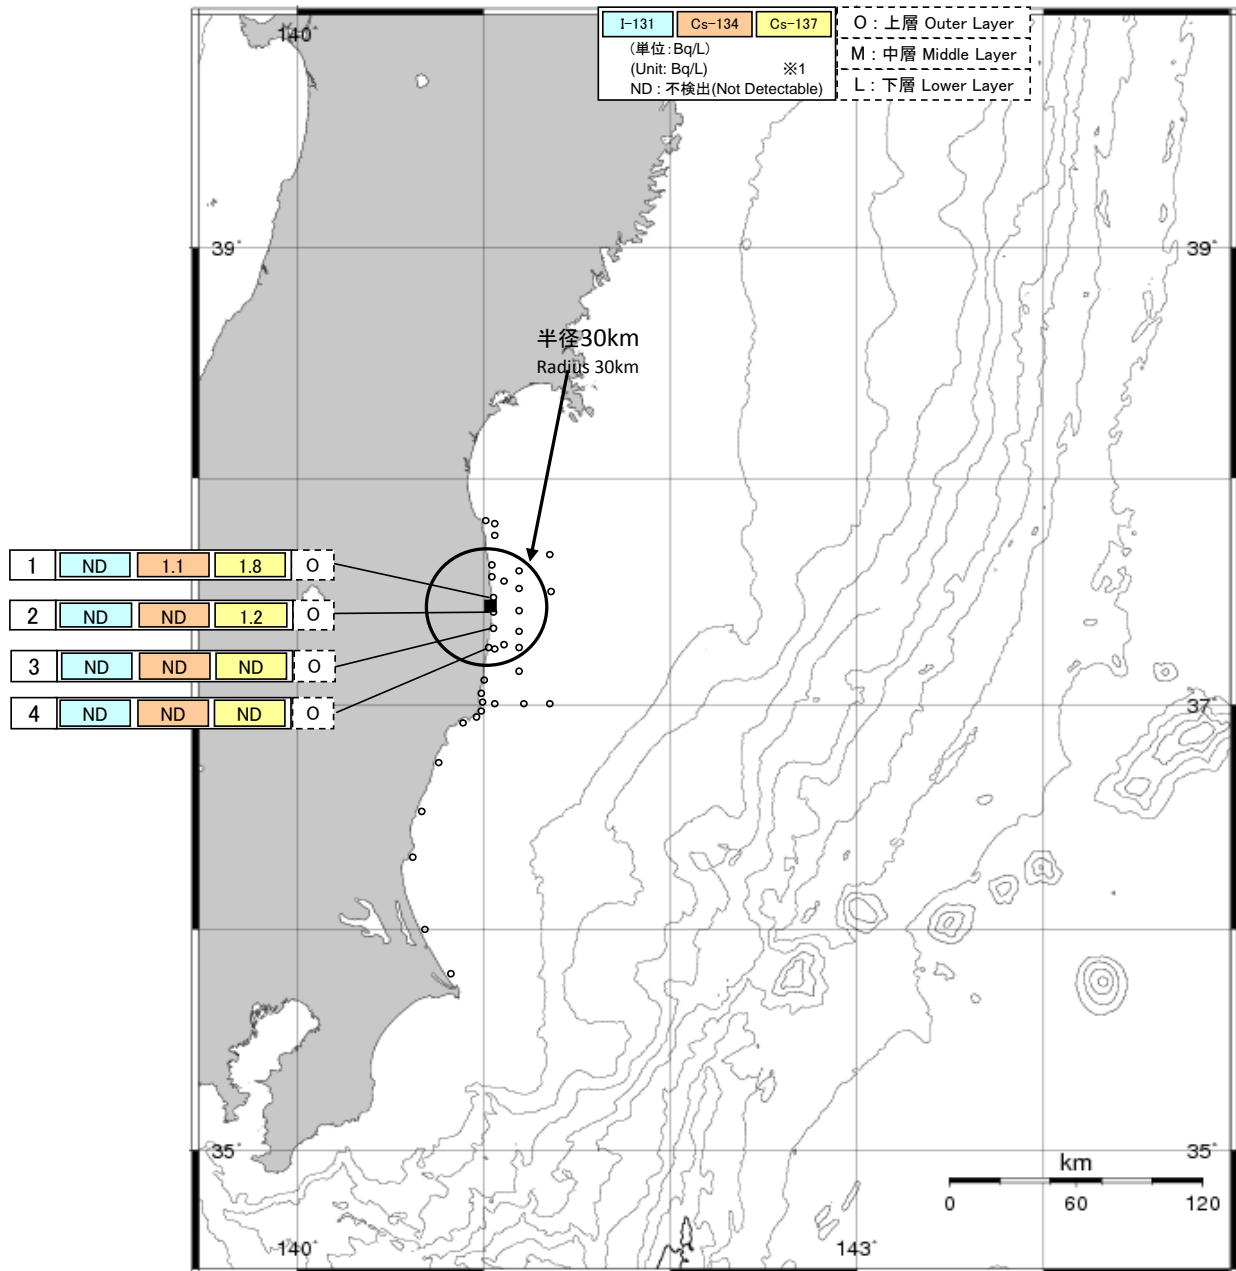 140°
I-131 Cs-134 Cs-137
(単位:Bq/L)
(Unit: Bq/L) ※1
ND : 不検出(Not Detectable)
O : 上層 Outer Layer
M : 中層 Middle Layer
L : 下層 Lower Layer
39° 39°
半径30km
Radius 30km
1 ND 1.1 1.8 O
2 ND ND 1.2 O
3 ND ND ND O
4 ND ND ND O
37°
35° 35°
km
0 60 120
140° 143°